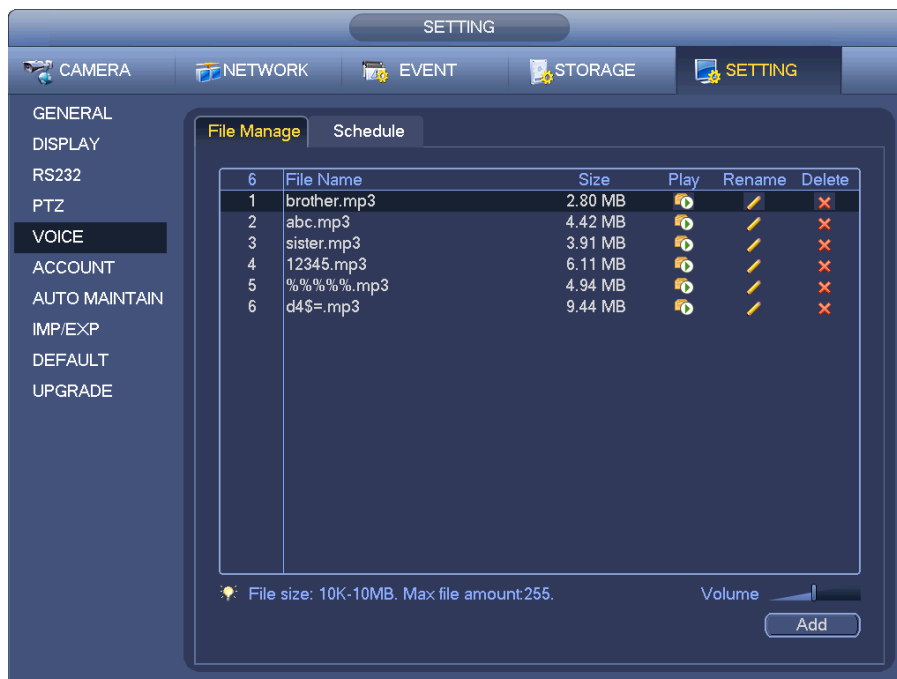 SETTING
CAMERA NETWORK EVENT STORAGE SETTING
GENERAL
DISPLAY
RS232
PTZ
VOICE
ACCOUNT
AUTO MAINTAIN
IMP/EXP
DEFAULT
UPGRADE
File Manage Schedule
6 File Name Size Play Rename Delete
1 brother.mp3 2.80 MB
2 abc.mp3 4.42 MB
3 sister.mp3 3.91 MB
4 12345.mp3 6.11 MB
5 %%%%%.mp3 4.94 MB
6 d4$=.mp3 9.44 MB
File size: 10K-10MB. Max file amount:255. Volume
Add